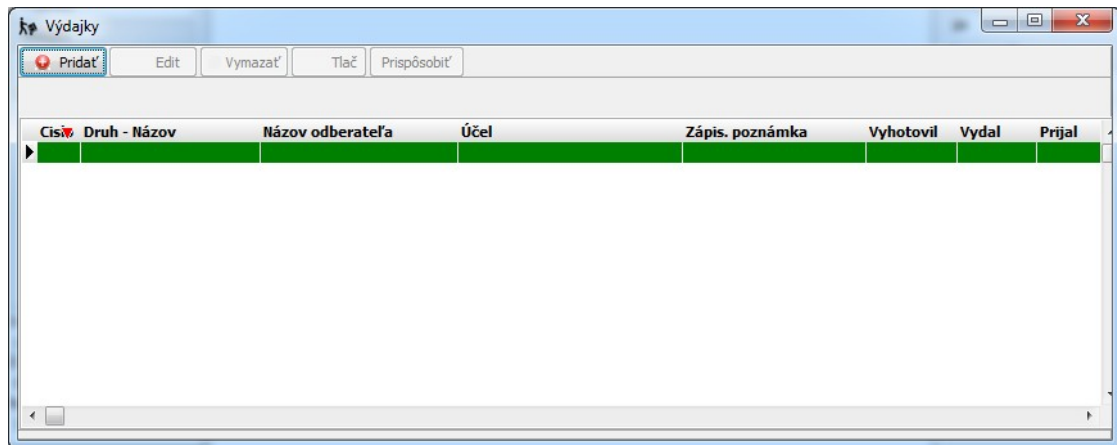 Výdajky
Pridať Edit Vymazať Tlač Prispôsobiť
Druh - Názov Názov odberateľa Účel Zápis. poznámka Vyhotovil Vydal Prijal